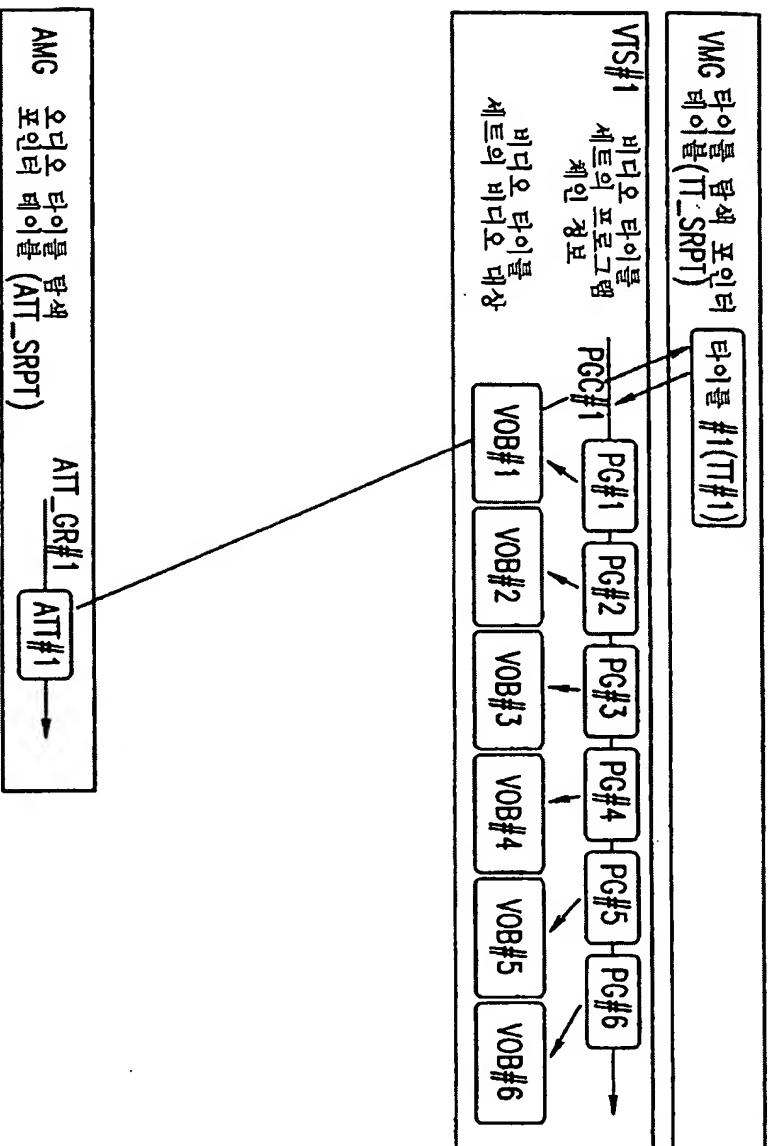 VMG 타이틀 탐색 포인터
테이블(TT_SRPT)
타이틀 #1(TT#1)
VTS#1
비디오 타이틀
세트의 프로그램
체인 정보
PGC#1
PG#1
PG#2
PG#3
PG#4
PG#5
PG#6
비디오 타이틀
세트의 비디오 대상
VOB#1
VOB#2
VOB#3
VOB#4
VOB#5
VOB#6
AMG 오디오 타이틀 탐색
포인터 테이블(ATT_SRPT)
ATT_GR#1
ATT#1